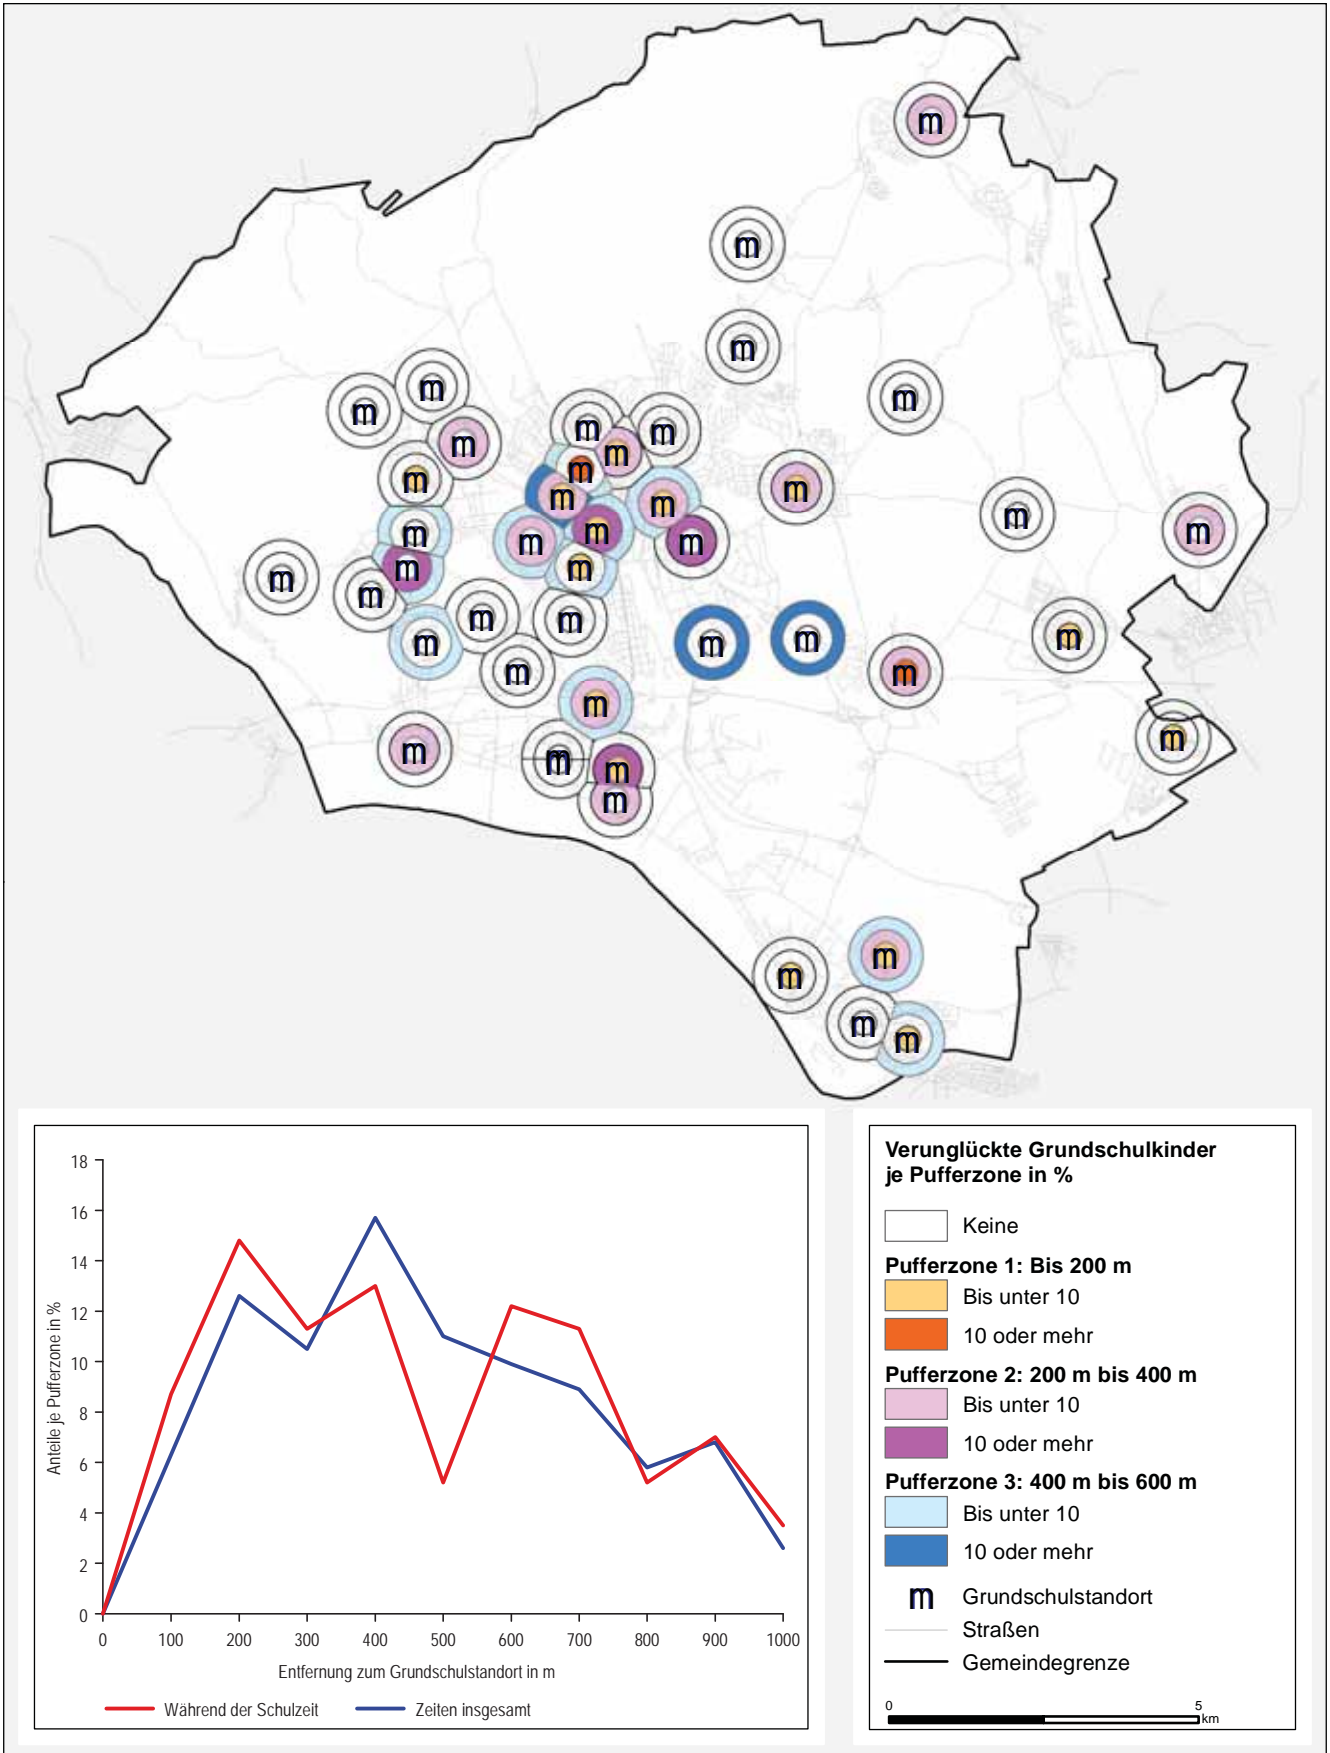 18
16
14
12
10
8
6
4
2
0
Anteile je Pufferzone in %
0 100 200 300 400 500 600 700 800 900 1000
Entfernung zum Grundschulstandort in m
Während der Schulzeit
Zeiten insgesamt
Verunglückte Grundschulkinder
je Pufferzone in %
Keine
Pufferzone 1: Bis 200 m
Bis unter 10
10 oder mehr
Pufferzone 2: 200 m bis 400 m
Bis unter 10
10 oder mehr
Pufferzone 3: 400 m bis 600 m
Bis unter 10
10 oder mehr
Grundschulstandort
Straßen
Gemeindegrenze
0 5
km